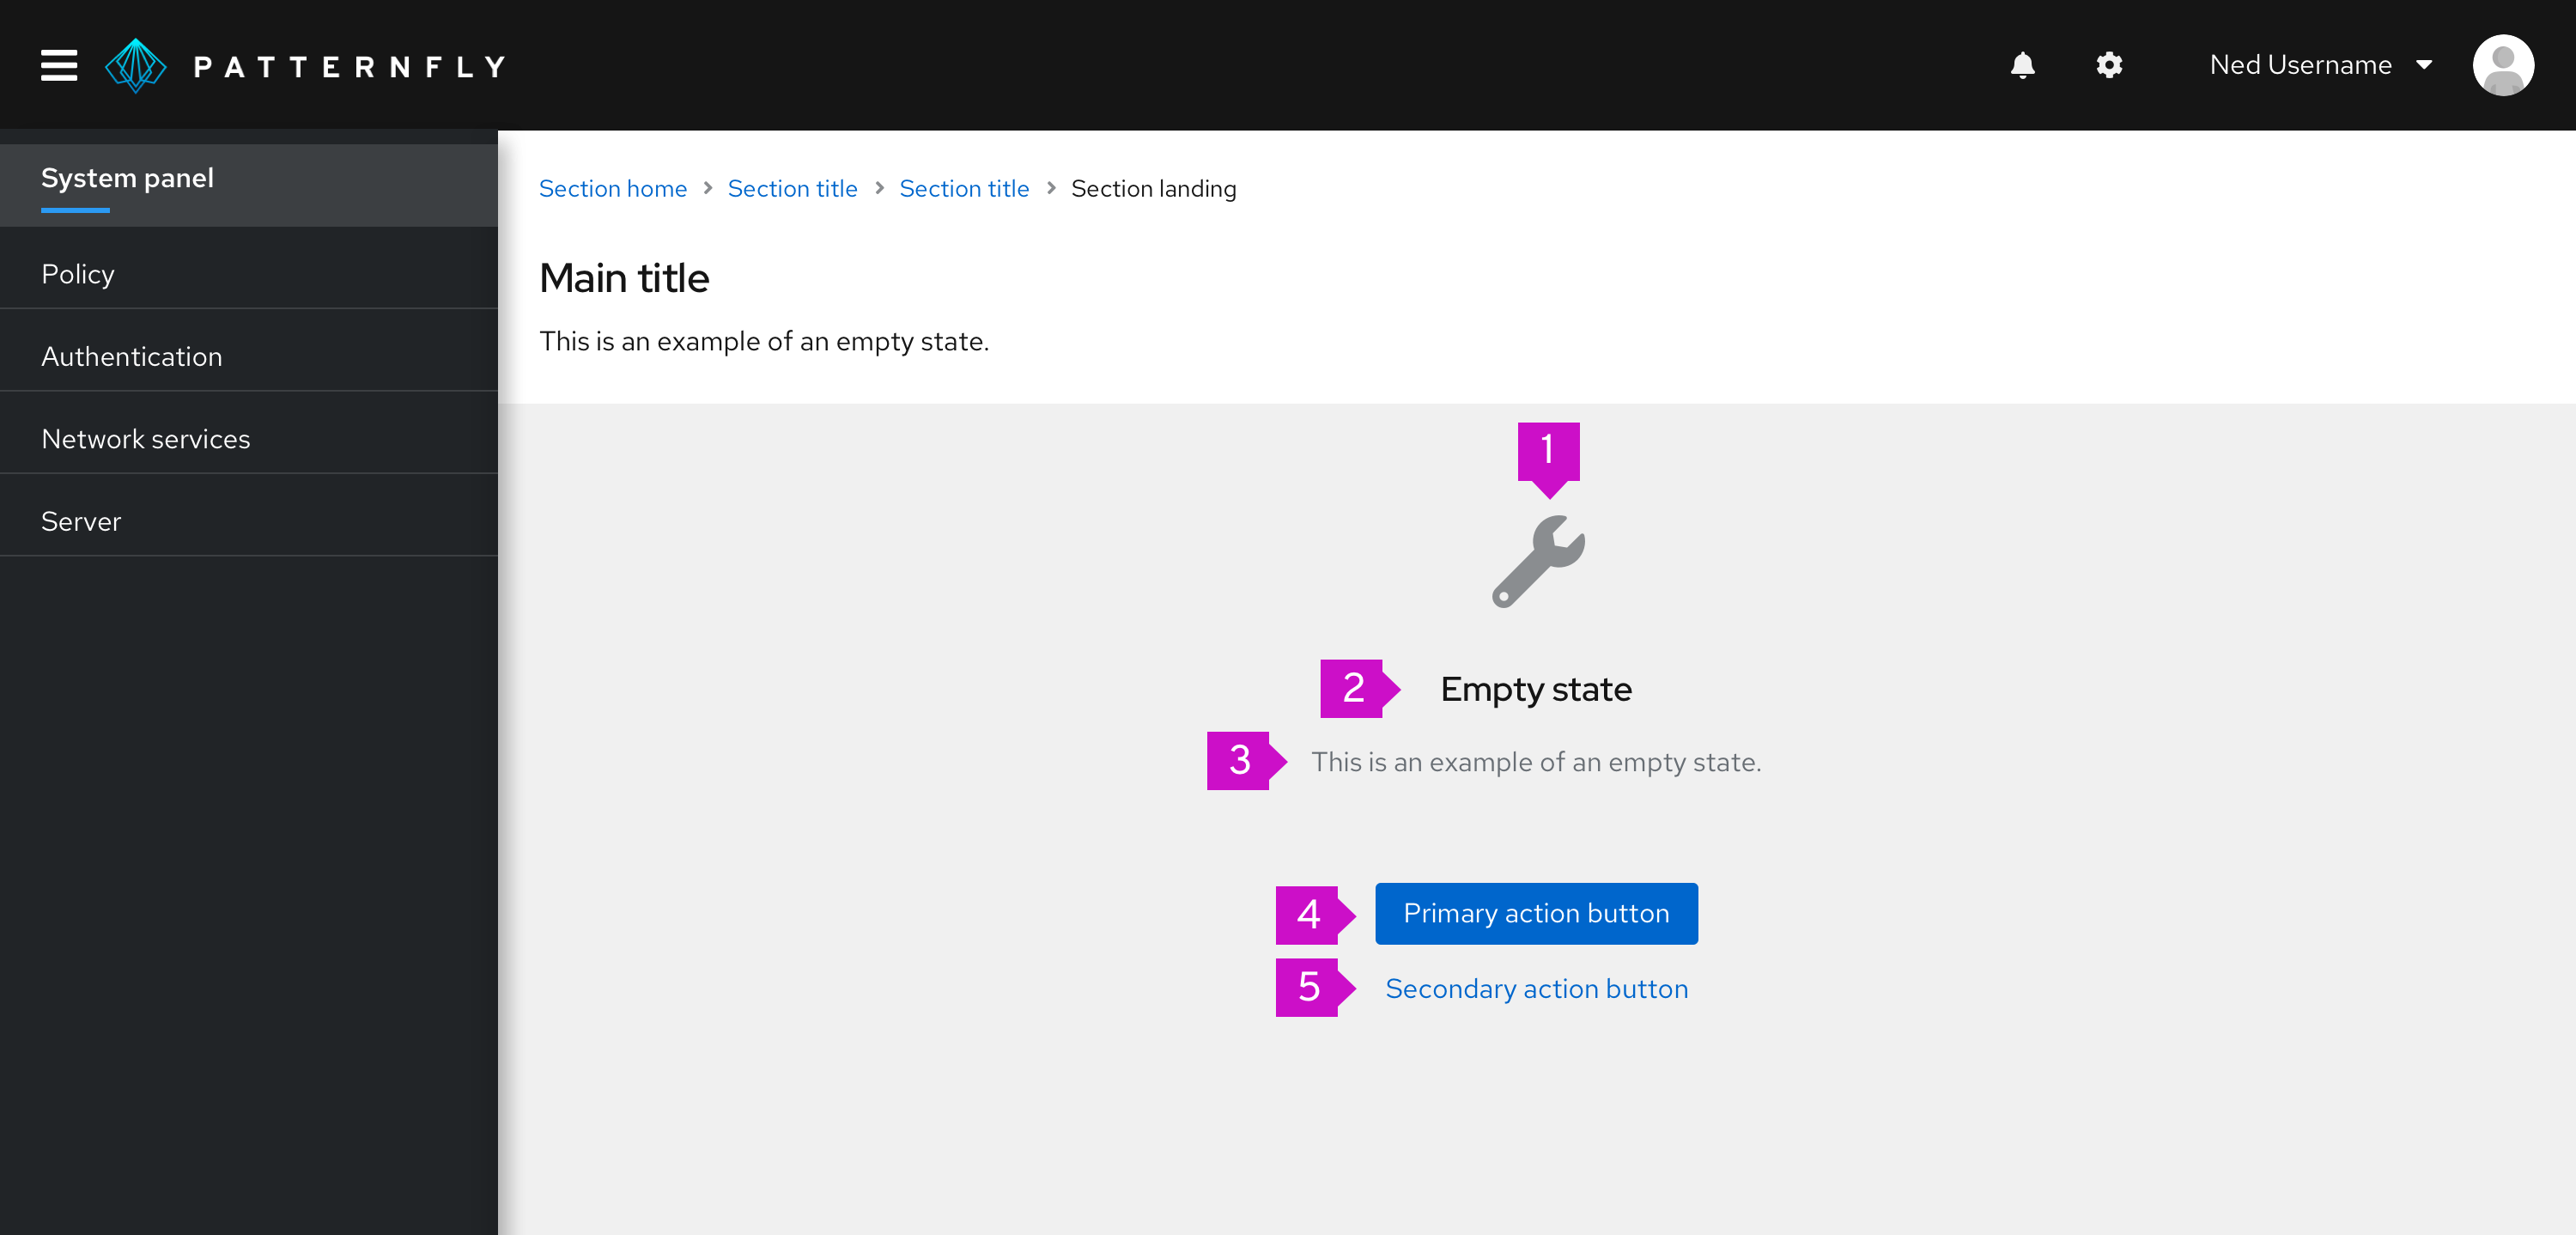 PATTERNFLY
Ned Username
System panel
Policy
Authentication
Network services
Server
Section home > Section title > Section title > Section landing
Main title
This is an example of an empty state.
1
2 Empty state
3 This is an example of an empty state.
4 Primary action button
5 Secondary action button